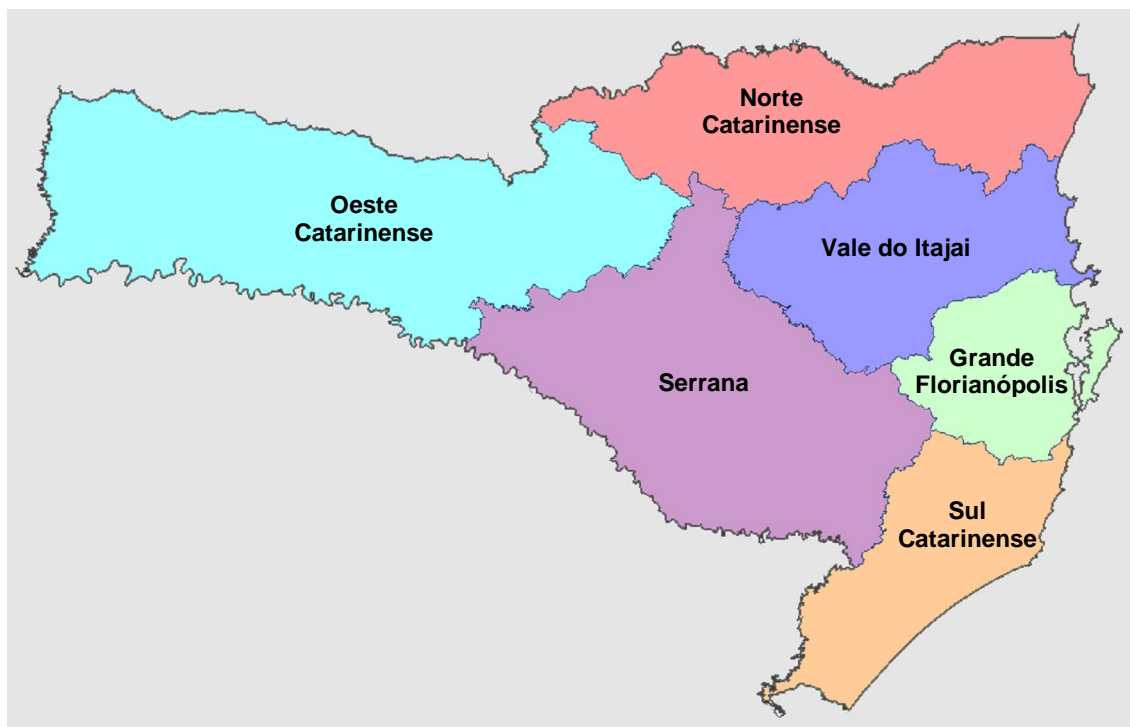 Norte
Catarinense
Oeste
Catarinense
Vale do Itajai
Grande
Florianópolis
Serrana
Sul
Catarinense